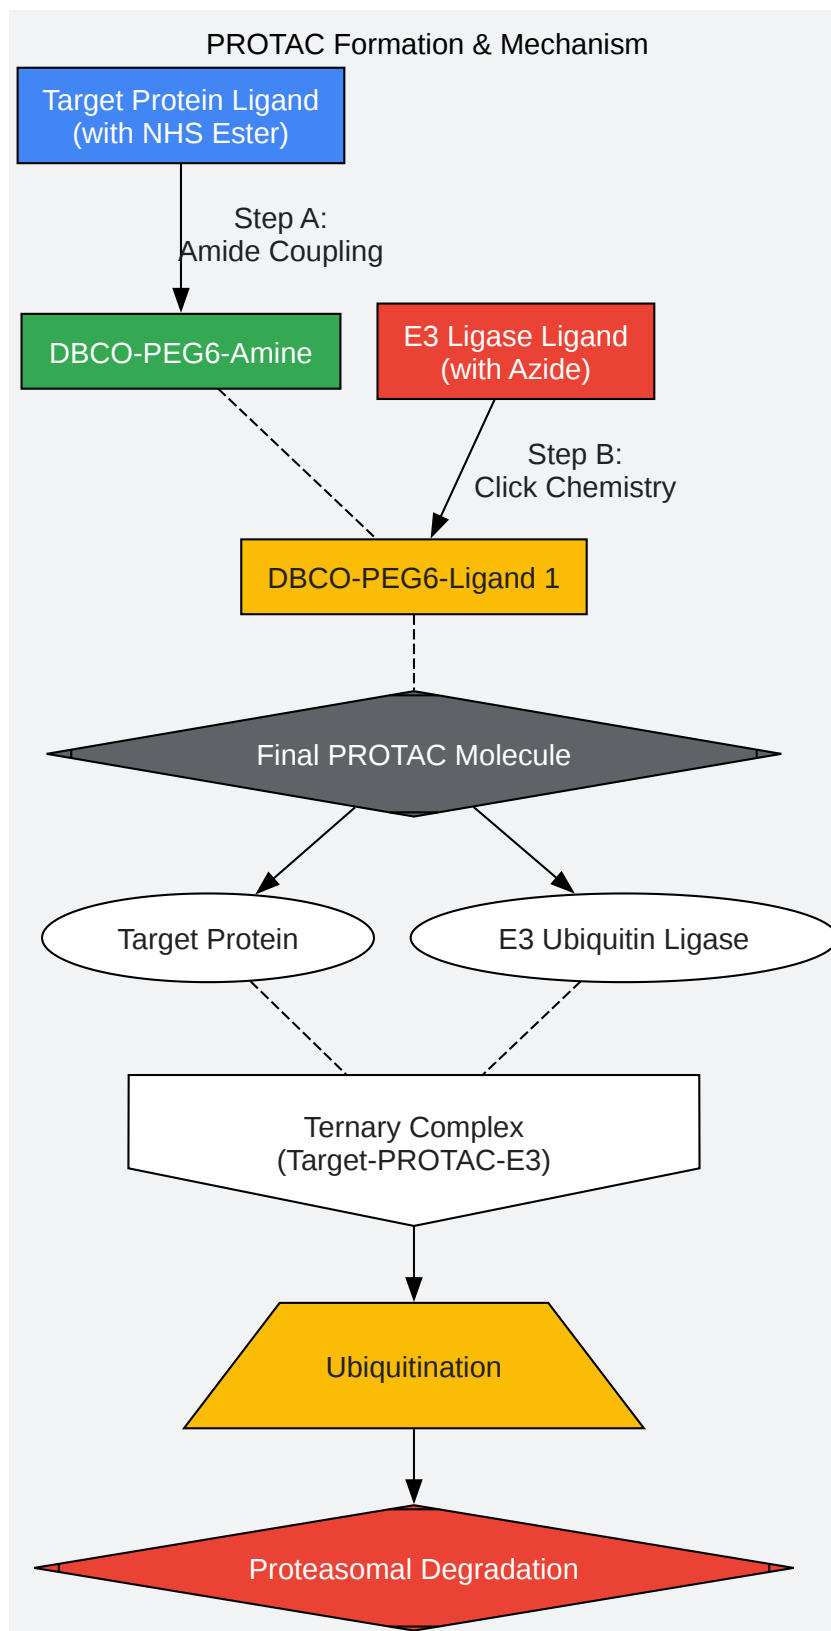 PROTAC Formation & Mechanism
Target Protein Ligand
(with NHS Ester)
Step A:
Amide Coupling
DBCO-PEG6-Amine
E3 Ligase Ligand
(with Azide)
Step B:
Click Chemistry
DBCO-PEG6-Ligand 1
Final PROTAC Molecule
Target Protein
E3 Ubiquitin Ligase
Ternary Complex
(Target-PROTAC-E3)
Ubiquitination
Proteasomal Degradation